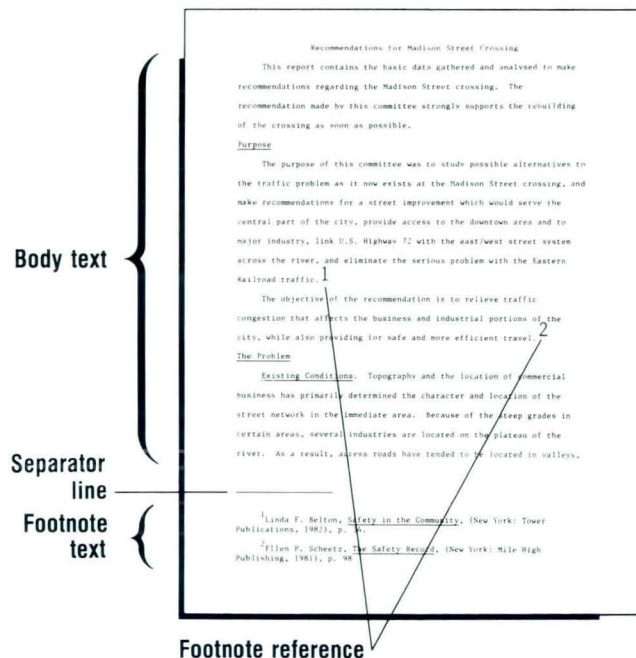 Recommendations for Madison Street Crossing
This report contains the basic data gathered and analysed to make
recommendations regarding the Madison Street crossing. The
recommendation made by this committee strongly supports the rebuilding
of the crossing as soon as possible.
Purpose
The purpose of this committee was to study possible alternatives to
the traffic problem as it now exists at the Madison Street crossing, and
make recommendations for a street improvement which would serve the
central part of the city, provide access to the downtown area and to
major industry, link U.S. Highway 72 with the east/west street system
across the river, and eliminate the serious problem with the Eastern
Railroad traffic. 1
The objective of the recommendation is to relieve traffic
congestion that affects the business and industrial portions of the
city, while also providing for safe and more efficient travel. 2
The Problem
Existing Conditions. Topography and the location of commercial
business has primarily determined the character and location of the
street network in the immediate area. Because of the steep grades in
certain areas, several industries are located on the plateau of the
river. As a result, access roads have tended to be located in valleys,
1Linda F. Belton, Safety in the Community, (New York: Tower
Publications, 1982), p. 14.
2Ellen P. Scheetz, The Safety Record, (New York: Mile High
Publishing, 1981), p. 98
Body text
Separator
line
Footnote
text
Footnote reference